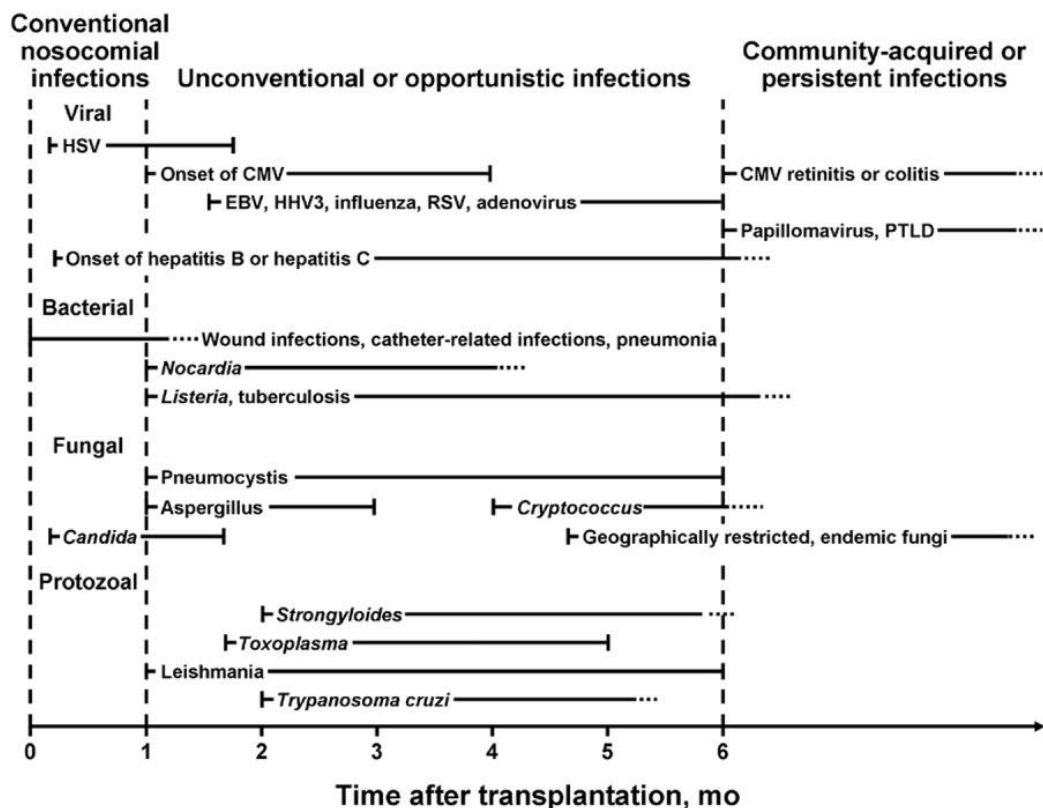 Conventional
nosocomial
infections
Unconventional or opportunistic infections
Community-acquired or
persistent infections
Viral
HSV
Onset of CMV
CMV retinitis or colitis
EBV, HHV3, influenza, RSV, adenovirus
Papillomavirus, PTLD
Onset of hepatitis B or hepatitis C
Bacterial
Wound infections, catheter-related infections, pneumonia
Nocardia
Listeria, tuberculosis
Fungal
Pneumocystis
Aspergillus
Cryptococcus
Candida
Geographically restricted, endemic fungi
Protozoal
Strongyloides
Toxoplasma
Leishmania
Trypanosoma cruzi
0 1 2 3 4 5 6
Time after transplantation, mo